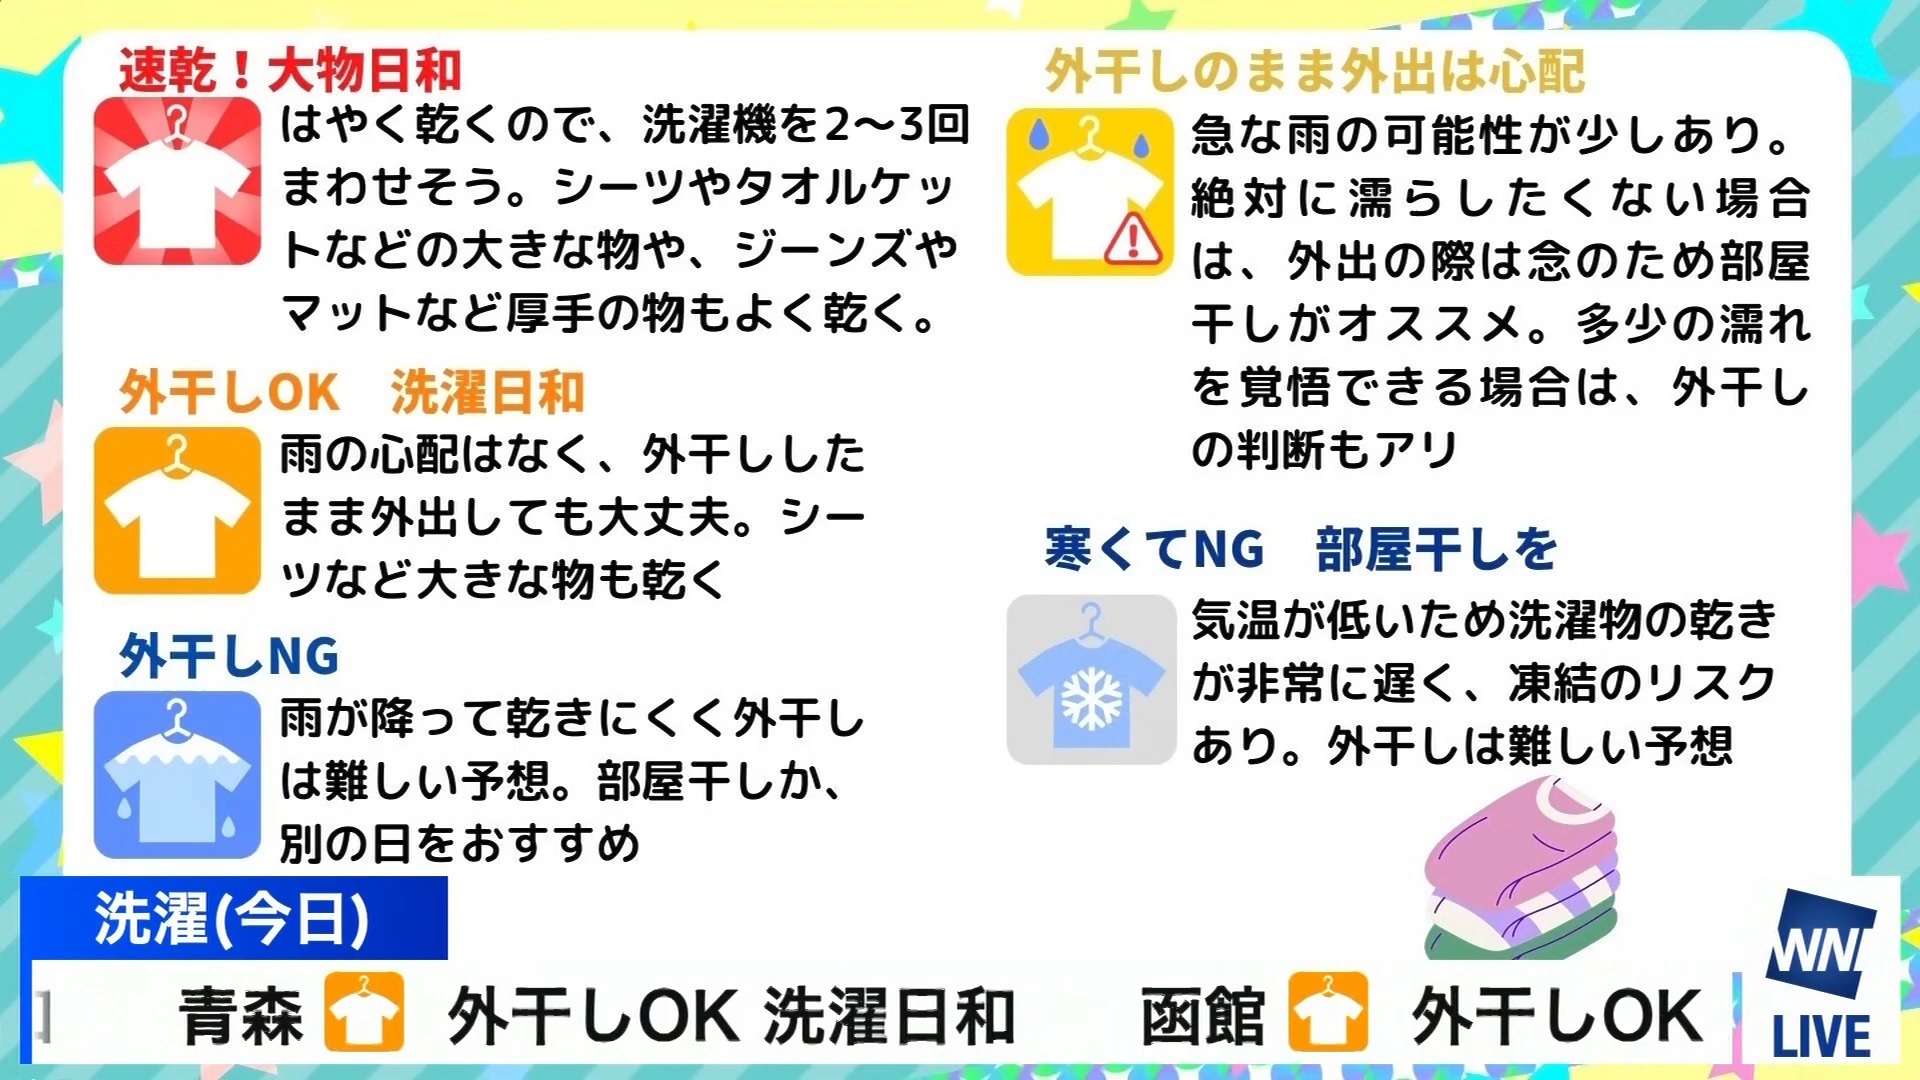 速乾！大物日和
はやく乾くので、洗濯機を2〜3回
まわせそう。シーツやタオルケッ
トなどの大きな物や、ジーンズや
マットなど厚手の物もよく乾く。
外干しOK 洗濯日和
雨の心配はなく、外干しした
まま外出しても大丈夫。シー
ツなど大きな物も乾く
外干しNG
雨が降って乾きにくく外干し
は難しい予想。部屋干しか、
別の日をおすすめ
外干しのまま外出は心配
急な雨の可能性が少しあり。
絶対に濡らしたくない場合
は、外出の際は念のため部屋
干しがオススメ。多少の濡れ
を覚悟できる場合は、外干し
の判断もアリ
寒くてNG 部屋干しを
気温が低いため洗濯物の乾き
が非常に遅く、凍結のリスク
あり。外干しは難しい予想
洗濯(今日)
青森 外干しOK 洗濯日和 函館 外干しOK
WNI
LIVE